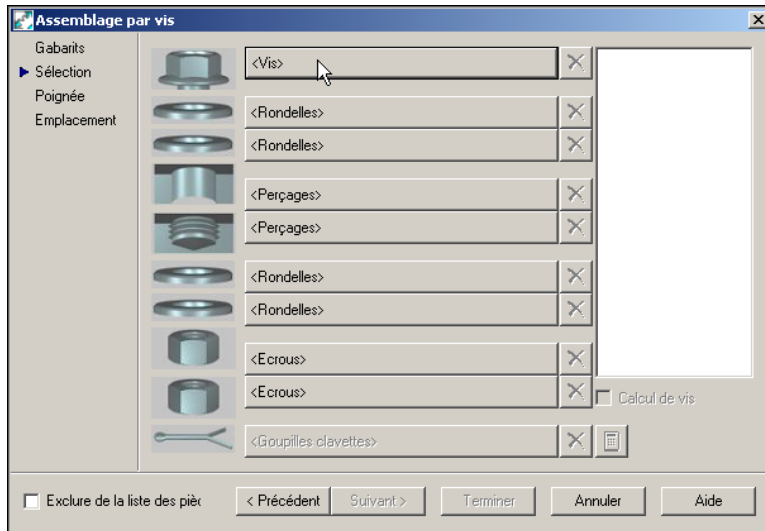 Assemblage par vis
Gabarits
Sélection
Poignée
Emplacement
<Vis>
<Rondelles>
<Rondelles>
<Perçages>
<Perçages>
<Rondelles>
<Rondelles>
<Ecrous>
<Ecrous>
<Goupilles clavettes>
Calcul de vis
Exclure de la liste des pièc
< Précédent
Suivant >
Terminer
Annuler
Aide